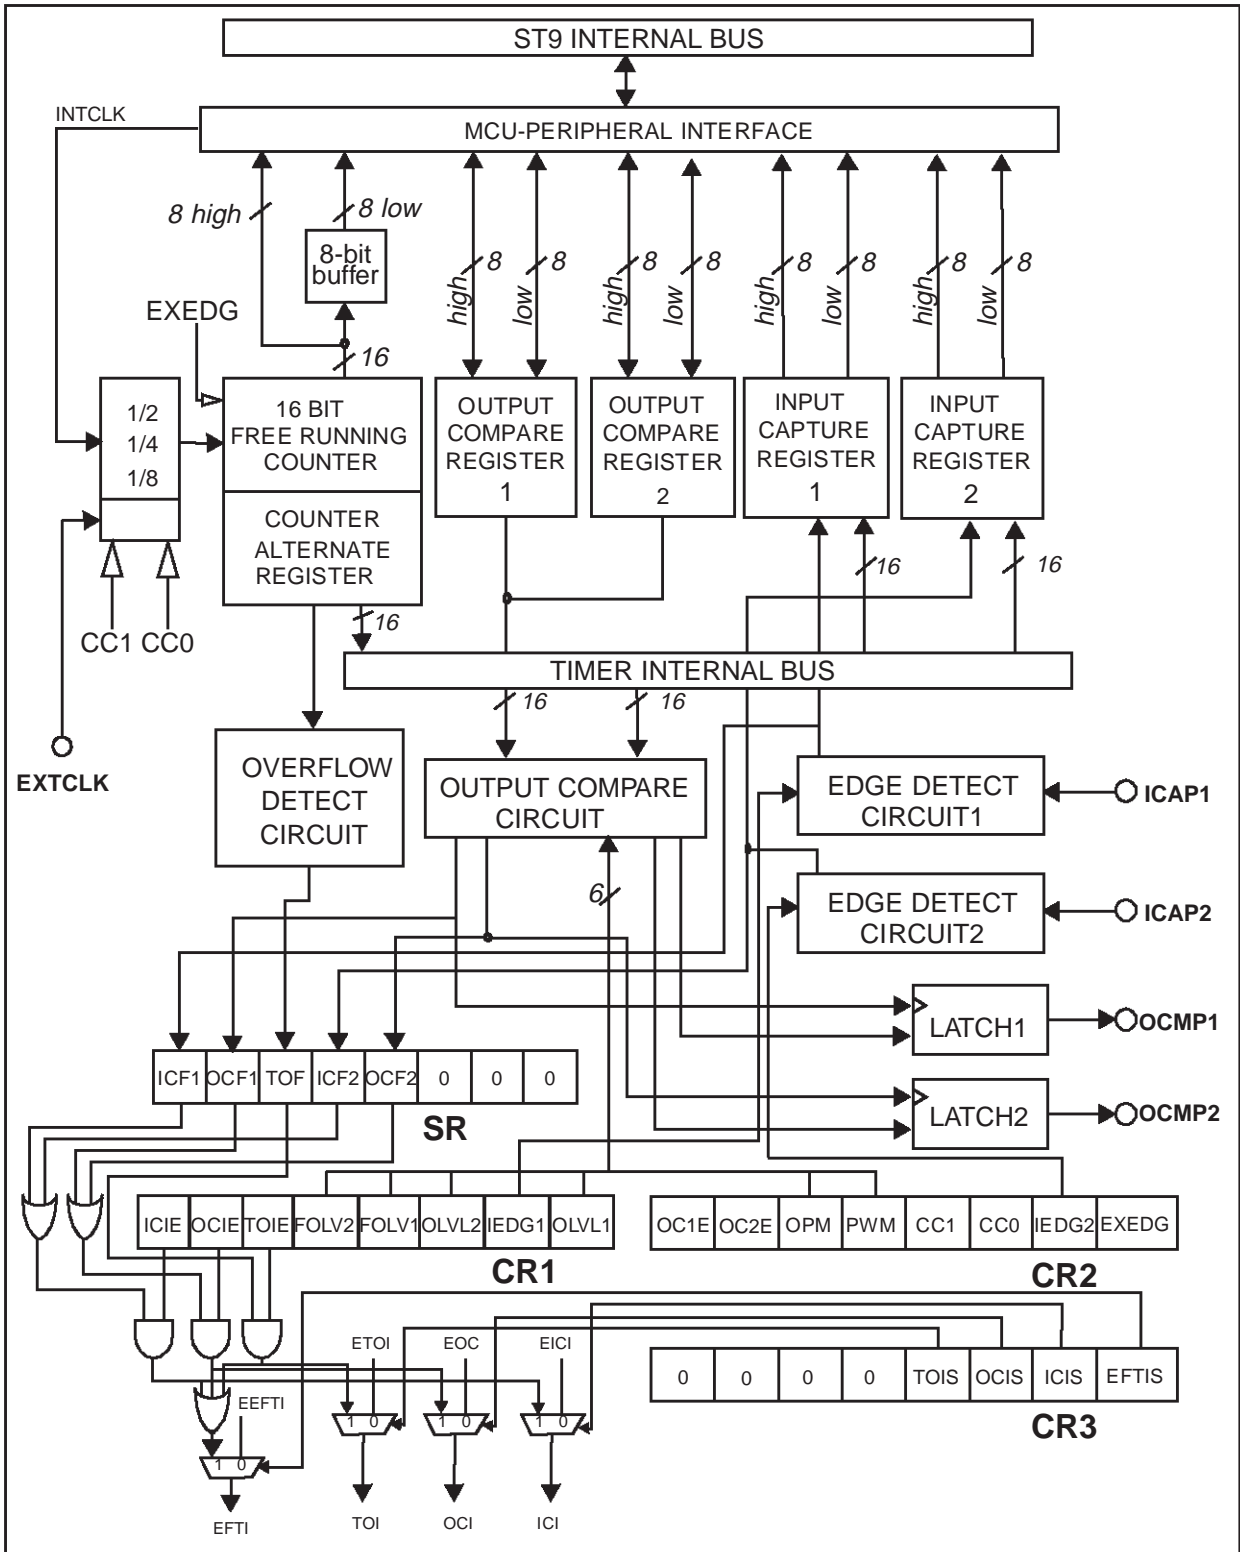 ST9 INTERNAL BUS
INTCLK
MCU-PERIPHERAL INTERFACE
8 high
8 low
8-bit
buffer
8
8
8
8
8
8
8
8
high
low
high
low
high
low
high
low
EXEDG
16
1/2
1/4
1/8
16 BIT
FREE RUNNING
COUNTER
OUTPUT
COMPARE
REGISTER
1
OUTPUT
COMPARE
REGISTER
2
INPUT
CAPTURE
REGISTER
1
INPUT
CAPTURE
REGISTER
2
COUNTER
ALTERNATE
REGISTER
16
16
CC1 CC0
16
TIMER INTERNAL BUS
16
16
EXTCLK
OVERFLOW
DETECT
CIRCUIT
OUTPUT COMPARE
CIRCUIT
EDGE DETECT
CIRCUIT1
ICAP1
6
EDGE DETECT
CIRCUIT2
ICAP2
LATCH1
OCMP1
ICF1 OCF1 TOF ICF2 OCF2 0 0 0
SR
LATCH2
OCMP2
ICIE OCIE TOIE FOLV2 FOLV1 OLVL2 IEDG1 OLVL1
CR1
OC1E OC2E OPM PWM CC1 CC0 IEDG2 EXEDG
CR2
ETOI
EOC
EICI
0 0 0 0 TOIS OCIS ICIS EFTIS
CR3
EEFTI
1 0
1 0
1 0
1 0
EFTI
TOI
OCI
ICI